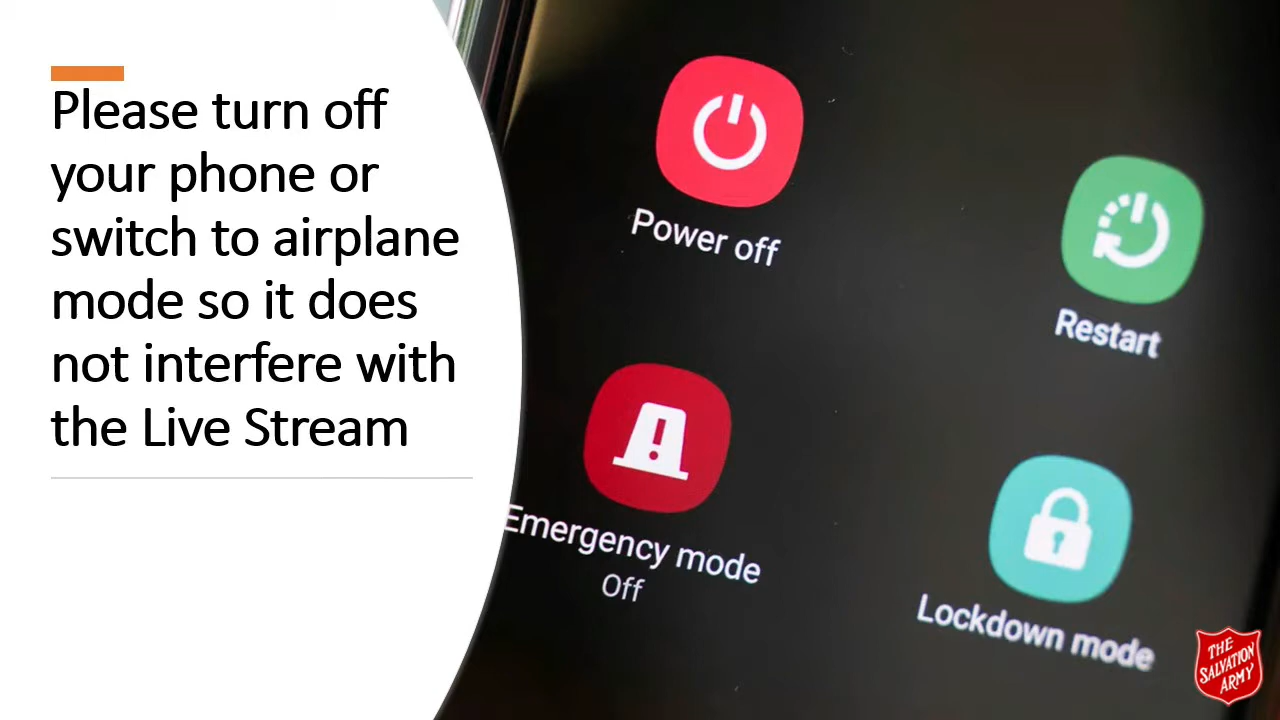 Please turn off
your phone or
switch to airplane
mode so it does
not interfere with
the Live Stream
Power off
Restart
Emergency mode
Off
Lockdown mode
THE
SALVATION
ARMY